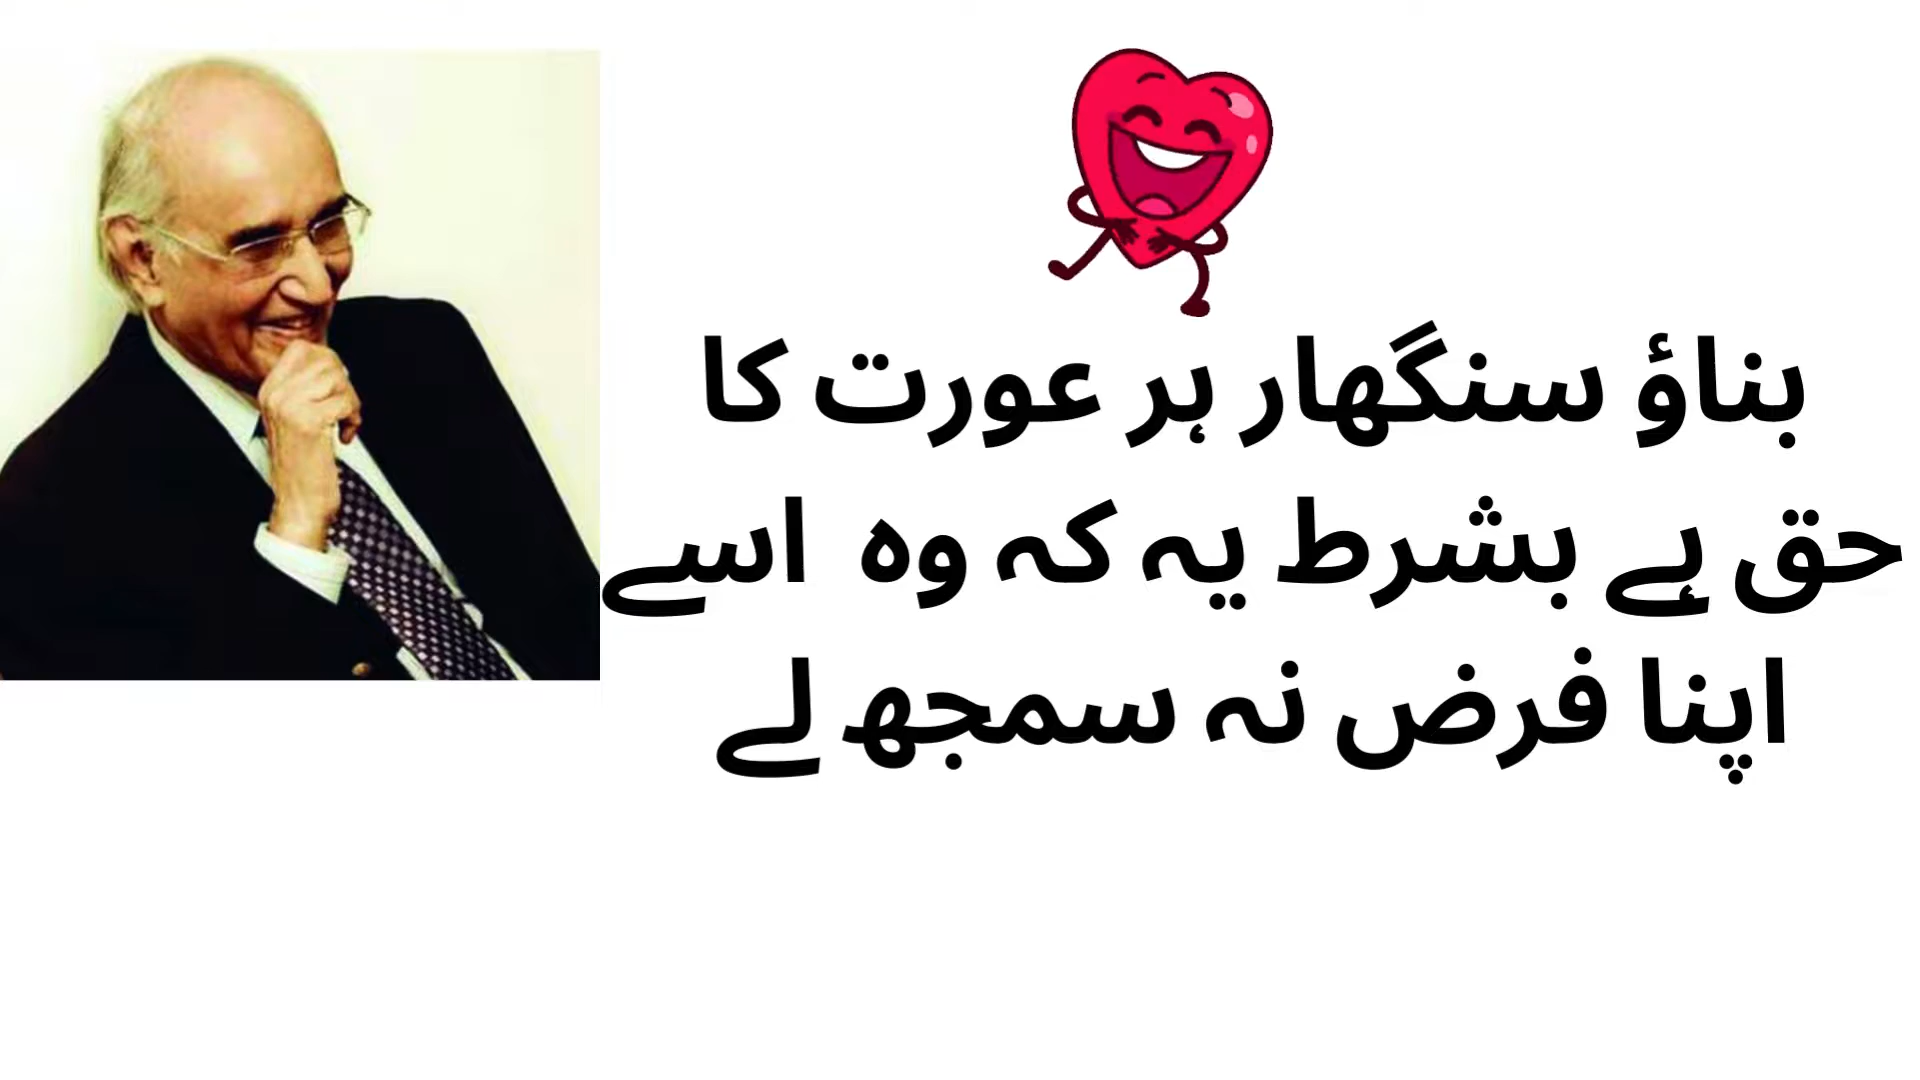 بناؤ سنگھار ہر عورت کا
حق ہے بشرط یہ کہ وہ اسے
اپنا فرض نہ سمجھ لے